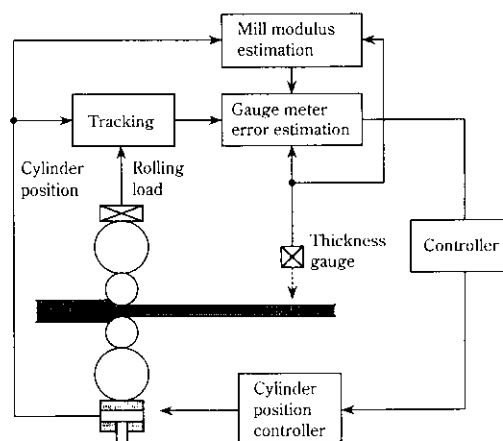 Mill modulus
estimation
Tracking
Gauge meter
error estimation
Cylinder
position
Rolling
load
Thickness
gauge
Controller
Cylinder
position
controller